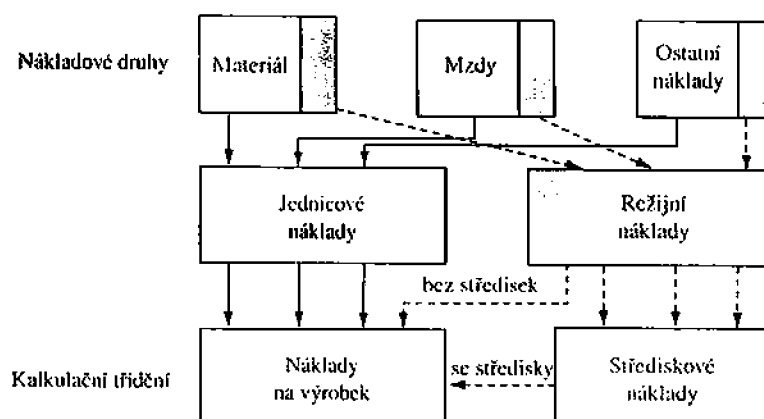 Nákladové druhy
Materiál
Mzdy
Ostatní
náklady
Jednicové
náklady
Režijní
náklady
bez středisek
Kalkulační třídění
Náklady
na výrobek
se středisky
Střediskové
náklady